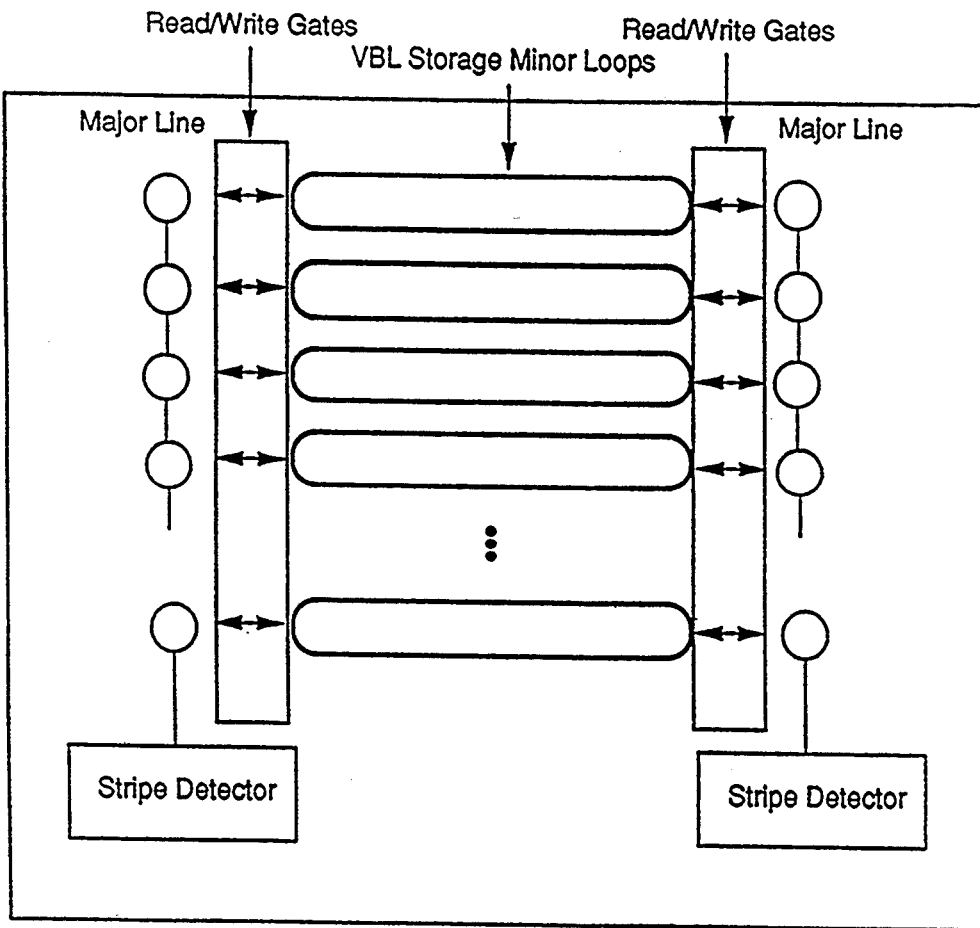 Read/Write Gates
Read/Write Gates
VBL Storage Minor Loops
Major Line
Major Line
Stripe Detector
Stripe Detector